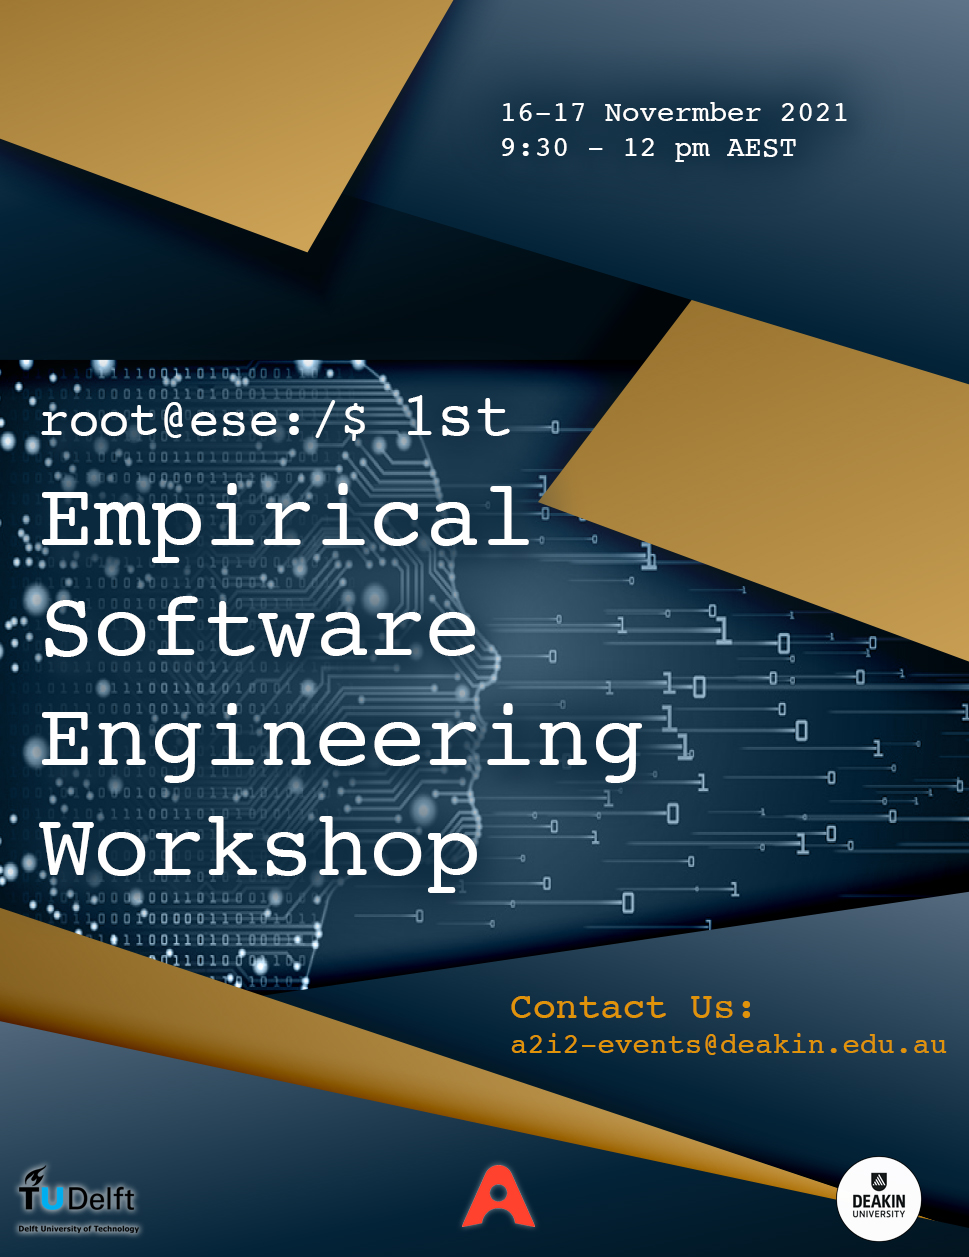 16-17 Novermber 2021
9:30 - 12 pm AEST
root@ese:/$ 1st
Empirical
Software
Engineering
Workshop
Contact Us:
a2i2-events@deakin.edu.au
TUDelft
Delft University of Technology
A
DEAKIN
UNIVERSITY